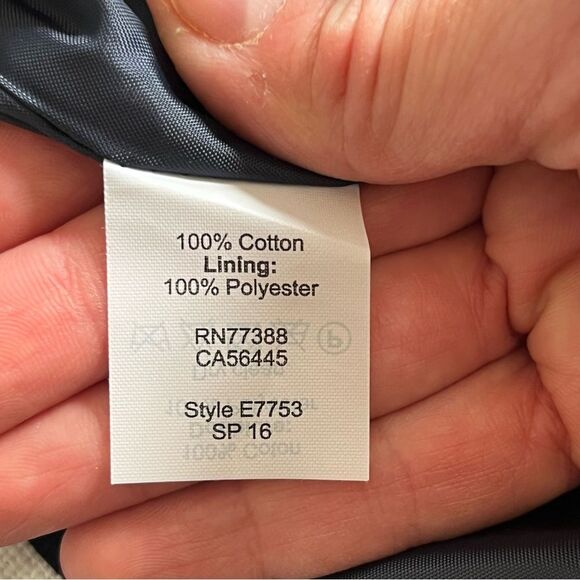 100% Cotton
Lining:
100% Polyester
RN77388
CA56445
Style E7753
SP 16